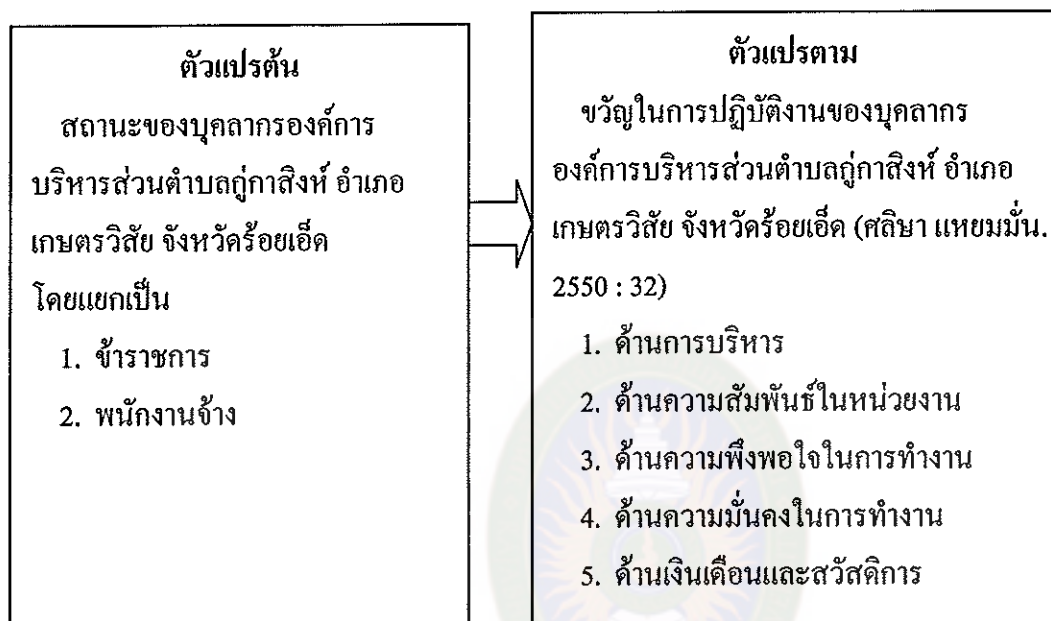 ตัวแปรต้น
สถานะของบุคลากรองค์การ
บริหารส่วนตำบลกู่กาสิงห์ อำเภอ
เกษตรวิสัย จังหวัดร้อยเอ็ด
โดยแยกเป็น
1. ข้าราชการ
2. พนักงานจ้าง
ตัวแปรตาม
ขวัญในการปฏิบัติงานของบุคลากร
องค์การบริหารส่วนตำบลกู่กาสิงห์ อำเภอ
เกษตรวิสัย จังหวัดร้อยเอ็ด (ศลิษา แหยมมั่น.
2550 : 32)
1. ด้านการบริหาร
2. ด้านความสัมพันธ์ในหน่วยงาน
3. ด้านความพึงพอใจในการทำงาน
4. ด้านความมั่นคงในการทำงาน
5. ด้านเงินเดือนและสวัสดิการ